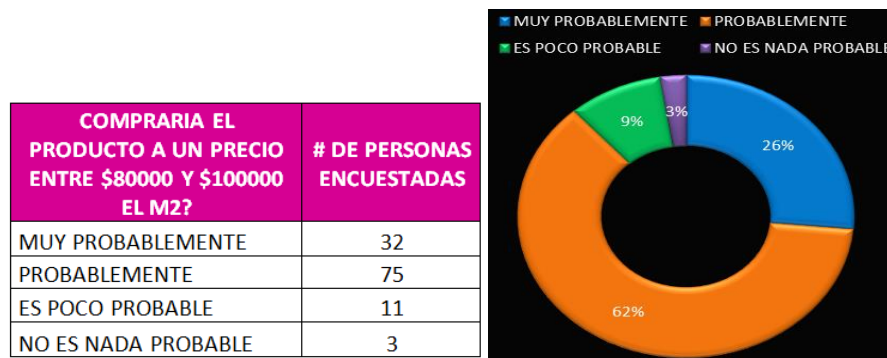 COMPRARIA EL
PRODUCTO A UN PRECIO
ENTRE $80000 Y $100000
EL M2?
# DE PERSONAS
ENCUESTADAS
MUY PROBABLEMENTE 32
PROBABLEMENTE 75
ES POCO PROBABLE 11
NO ES NADA PROBABLE 3
MUY PROBABLEMENTE PROBABLEMENTE
ES POCO PROBABLE NO ES NADA PROBABLE
9%
3%
26%
62%